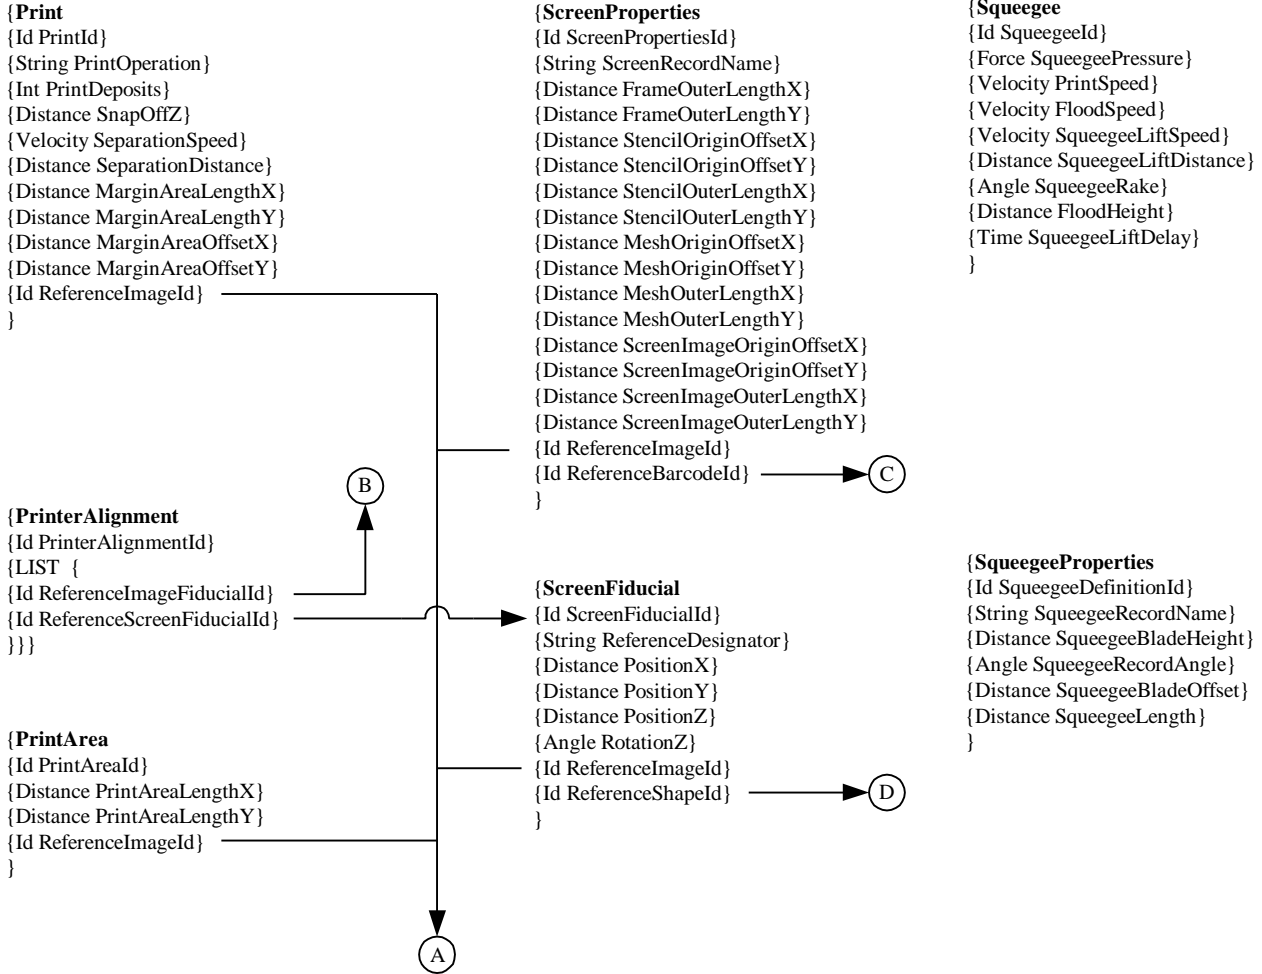 {Print
{Id PrintId}
{String PrintOperation}
{Int PrintDeposits}
{Distance SnapOffZ}
{Velocity SeparationSpeed}
{Distance SeparationDistance}
{Distance MarginAreaLengthX}
{Distance MarginAreaLengthY}
{Distance MarginAreaOffsetX}
{Distance MarginAreaOffsetY}
{Id ReferenceImageId}
}
{PrinterAlignment
{Id PrinterAlignmentId}
{LIST {
{Id ReferenceImageFiducialId}
{Id ReferenceScreenFiducialId}
}}}
B
{PrintArea
{Id PrintAreaId}
{Distance PrintAreaLengthX}
{Distance PrintAreaLengthY}
{Id ReferenceImageId}
}
A
{ScreenProperties
{Id ScreenPropertiesId}
{String ScreenRecordName}
{Distance FrameOuterLengthX}
{Distance FrameOuterLengthY}
{Distance StencilOriginOffsetX}
{Distance StencilOriginOffsetY}
{Distance StencilOuterLengthX}
{Distance StencilOuterLengthY}
{Distance MeshOriginOffsetX}
{Distance MeshOriginOffsetY}
{Distance MeshOuterLengthX}
{Distance MeshOuterLengthY}
{Distance ScreenImageOriginOffsetX}
{Distance ScreenImageOriginOffsetY}
{Distance ScreenImageOuterLengthX}
{Distance ScreenImageOuterLengthY}
{Id ReferenceImageId}
{Id ReferenceBarcodeId}
}
C
{ScreenFiducial
{Id ScreenFiducialId}
{String ReferenceDesignator}
{Distance PositionX}
{Distance PositionY}
{Distance PositionZ}
{Angle RotationZ}
{Id ReferenceImageId}
{Id ReferenceShapeId}
}
D
{Squeegee
{Id SqueegeeId}
{Force SqueegeePressure}
{Velocity PrintSpeed}
{Velocity FloodSpeed}
{Velocity SqueegeeLiftSpeed}
{Distance SqueegeeLiftDistance}
{Angle SqueegeeRake}
{Distance FloodHeight}
{Time SqueegeeLiftDelay}
}
{SqueegeeProperties
{Id SqueegeeDefinitionId}
{String SqueegeeRecordName}
{Distance SqueegeeBladeHeight}
{Angle SqueegeeRecordAngle}
{Distance SqueegeeBladeOffset}
{Distance SqueegeeLength}
}